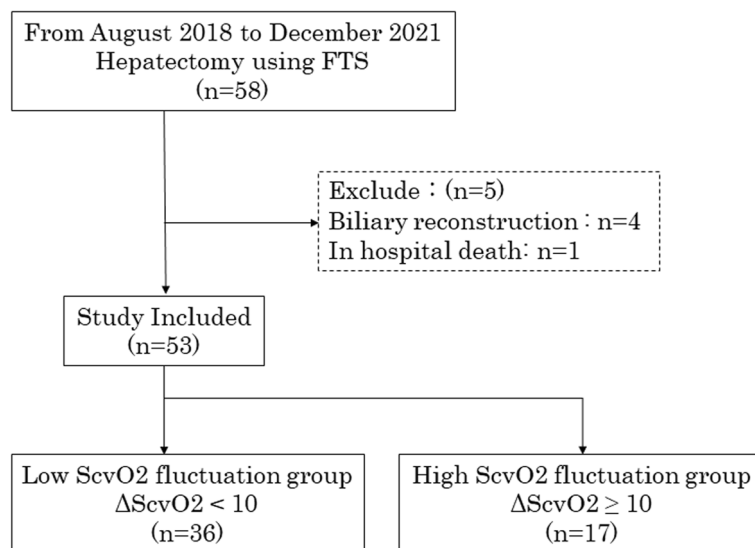 From August 2018 to December 2021
Hepatectomy using FTS
(n=58)
Exclude : (n=5)
Biliary reconstruction : n=4
In hospital death: n=1
Study Included
(n=53)
Low ScvO2 fluctuation group
ΔScvO2 < 10
(n=36)
High ScvO2 fluctuation group
ΔScvO2 ≥ 10
(n=17)